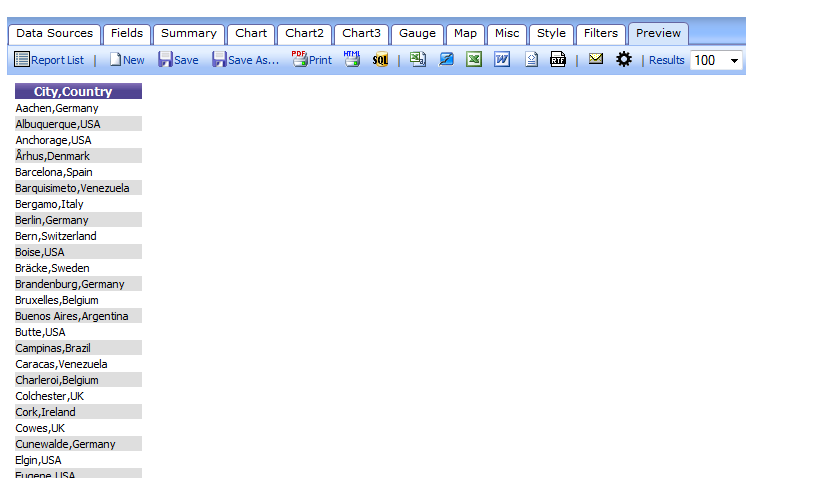 Data Sources Fields Summary Chart Chart2 Chart3 Gauge Map Misc Style Filters Preview
Report List | New Save Save As... PDF Print HTML SQL | RTF | | Results 100
City,Country
Aachen,Germany
Albuquerque,USA
Anchorage,USA
Århus,Denmark
Barcelona,Spain
Barquisimeto,Venezuela
Bergamo,Italy
Berlin,Germany
Bern,Switzerland
Boise,USA
Bräcke,Sweden
Brandenburg,Germany
Bruxelles,Belgium
Buenos Aires,Argentina
Butte,USA
Campinas,Brazil
Caracas,Venezuela
Charleroi,Belgium
Colchester,UK
Cork,Ireland
Cowes,UK
Cunewalde,Germany
Elgin,USA
Eugene,USA